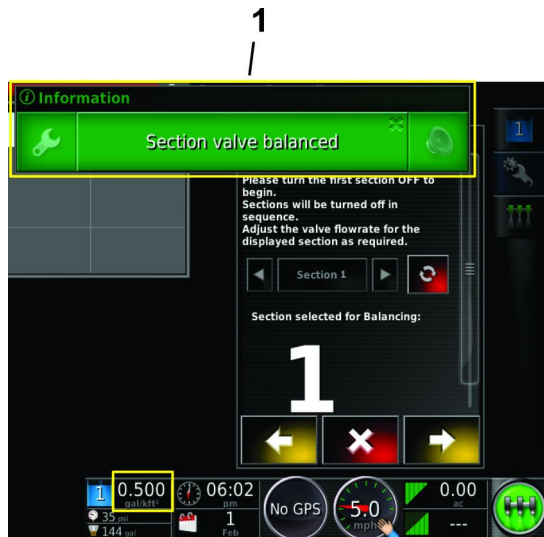 1
Information
Section valve balanced
1
Please turn the first section OFF to
begin.
Sections will be turned off in
sequence.
Adjust the valve flowrate for the
displayed section as required.
Section 1
Section selected for Balancing:
1
1
0.500
gal/kft²
35 psi
144 gal
06:02
pm
1
Feb
No GPS
5.0
mph
0.00
ac
---